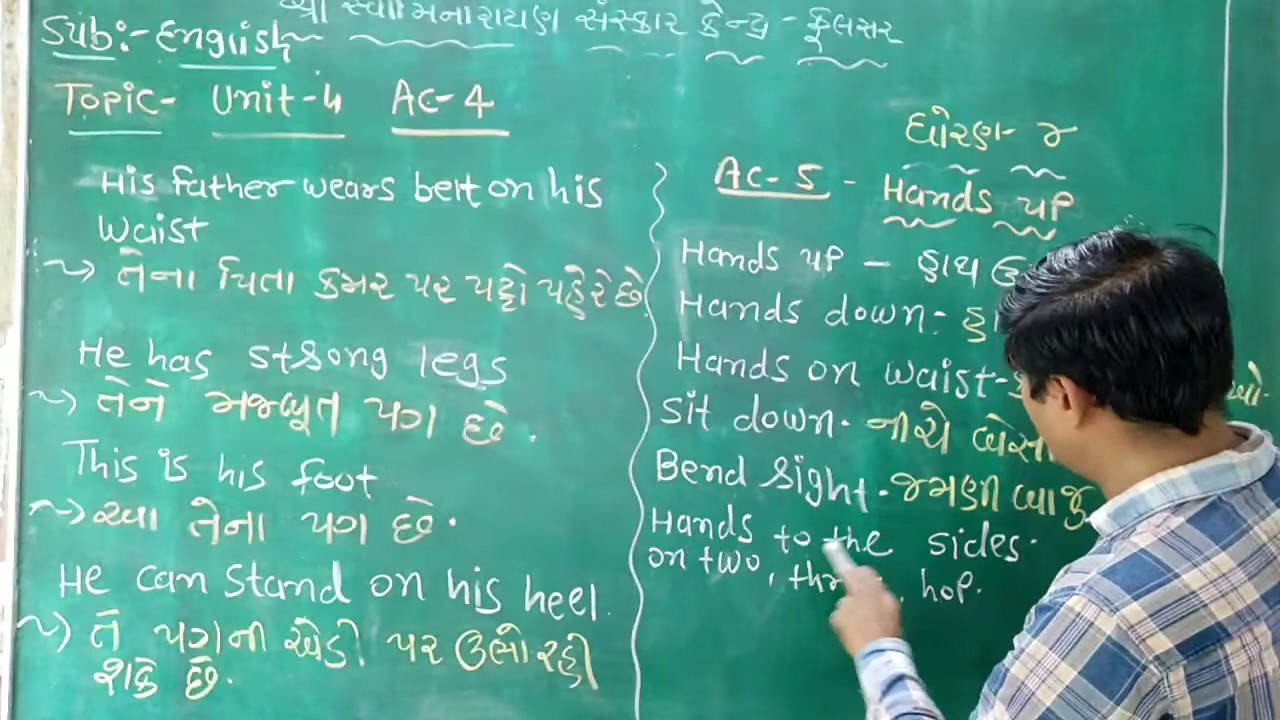 શ્રી સ્વામિનારાયણ સંસ્કાર કેન્દ્ર - ફૂલસર
Sub:- English
Topic- Unit-4 AC-4
His father wears belt on his
waist
તેના પિતા કમર પર પટ્ટો પહેરે છે.
He has strong legs
તેને મજબૂત પગ છે.
This is his foot
આ તેના પગ છે.
He can stand on his heel.
તે પગની એડી પર ઉભો રહી
શકે છે.
ધોરણ- ૪
AC-5 - Hands up
Hands up - હાથ
Hands down:-
Hands on waist-
Sit down. નીચે
Bend right. જમણી બાજુ
Hands to the sides.
on two, hop.